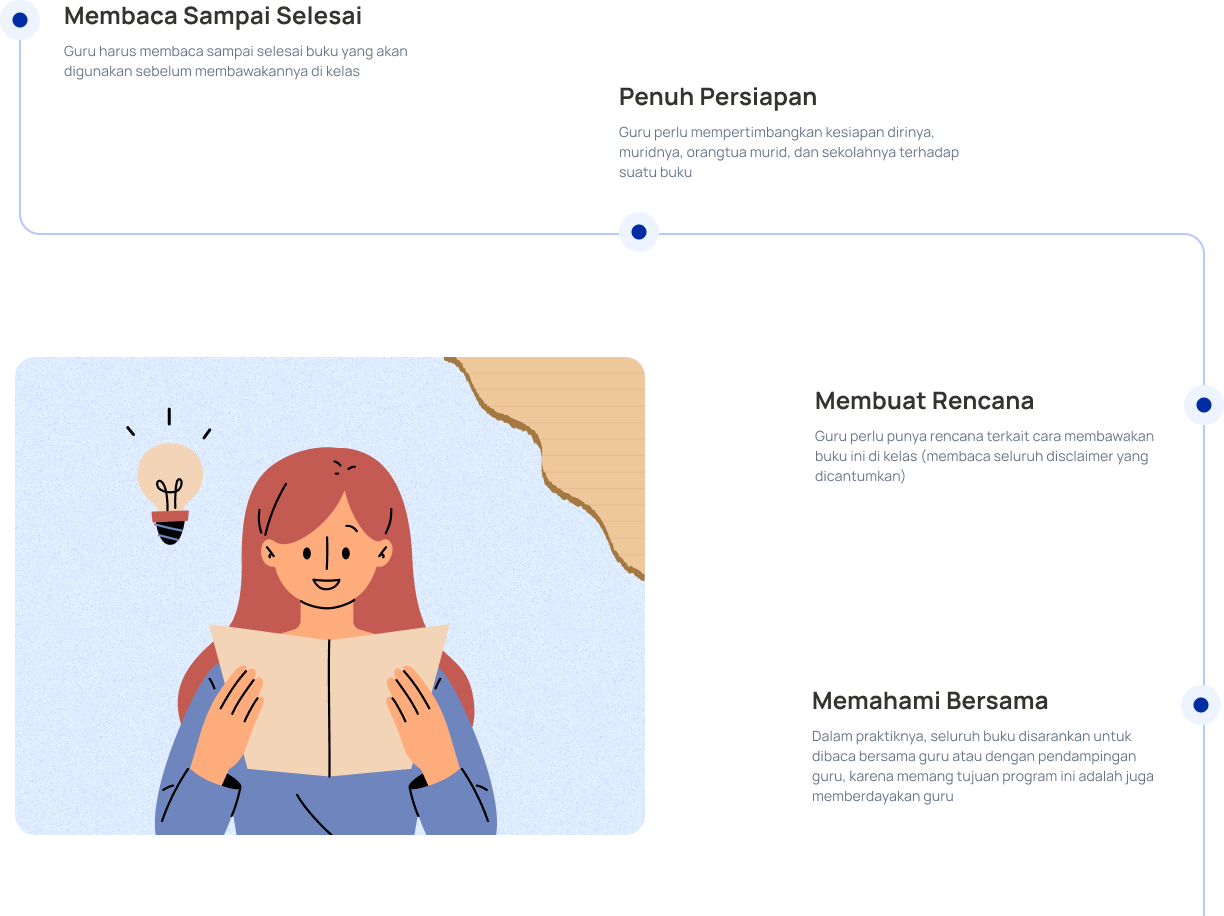 Membaca Sampai Selesai
Guru harus membaca sampai selesai buku yang akan
digunakan sebelum membawakannya di kelas
Penuh Persiapan
Guru perlu mempertimbangkan kesiapan dirinya,
muridnya, orangtua murid, dan sekolahnya terhadap
suatu buku
Membuat Rencana
Guru perlu punya rencana terkait cara membawakan
buku ini di kelas (membaca seluruh disclaimer yang
dicantumkan)
Memahami Bersama
Dalam praktiknya, seluruh buku disarankan untuk
dibaca bersama guru atau dengan pendampingan
guru, karena memang tujuan program ini adalah juga
memberdayakan guru